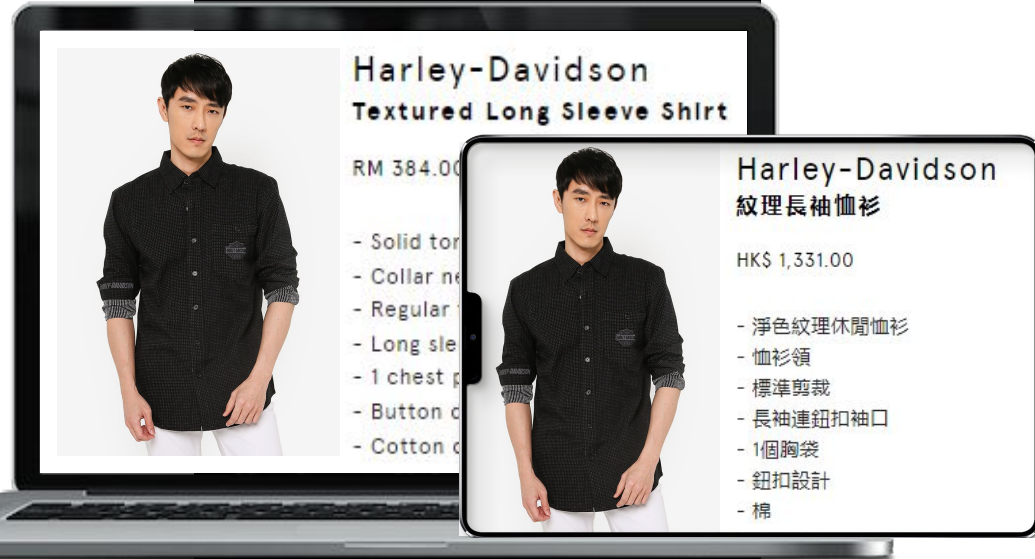 Harley-Davidson
Textured Long Sleeve Shirt
RM 384.00
- Solid
- Collar
- Regular
- Long
- 1 chest
- Button
- Cotton
Harley-Davidson
紋理長袖恤衫
HK$ 1,331.00
- 淨色紋理休閒恤衫
- 恤衫領
- 標準剪裁
- 長袖連鈕扣袖口
- 1個胸袋
- 鈕扣設計
- 棉